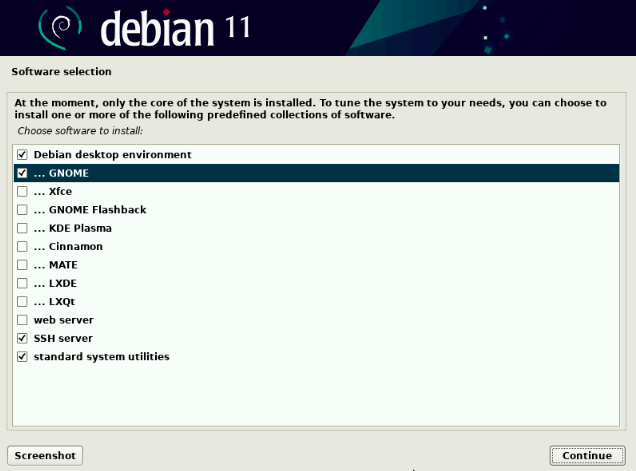 debian 11
Software selection
At the moment, only the core of the system is installed. To tune the system to your needs, you can choose to
install one or more of the following predefined collections of software.
Choose software to install:
Debian desktop environment
... GNOME
... Xfce
... GNOME Flashback
... KDE Plasma
... Cinnamon
... MATE
... LXDE
... LXQt
web server
SSH server
standard system utilities
Screenshot
Continue